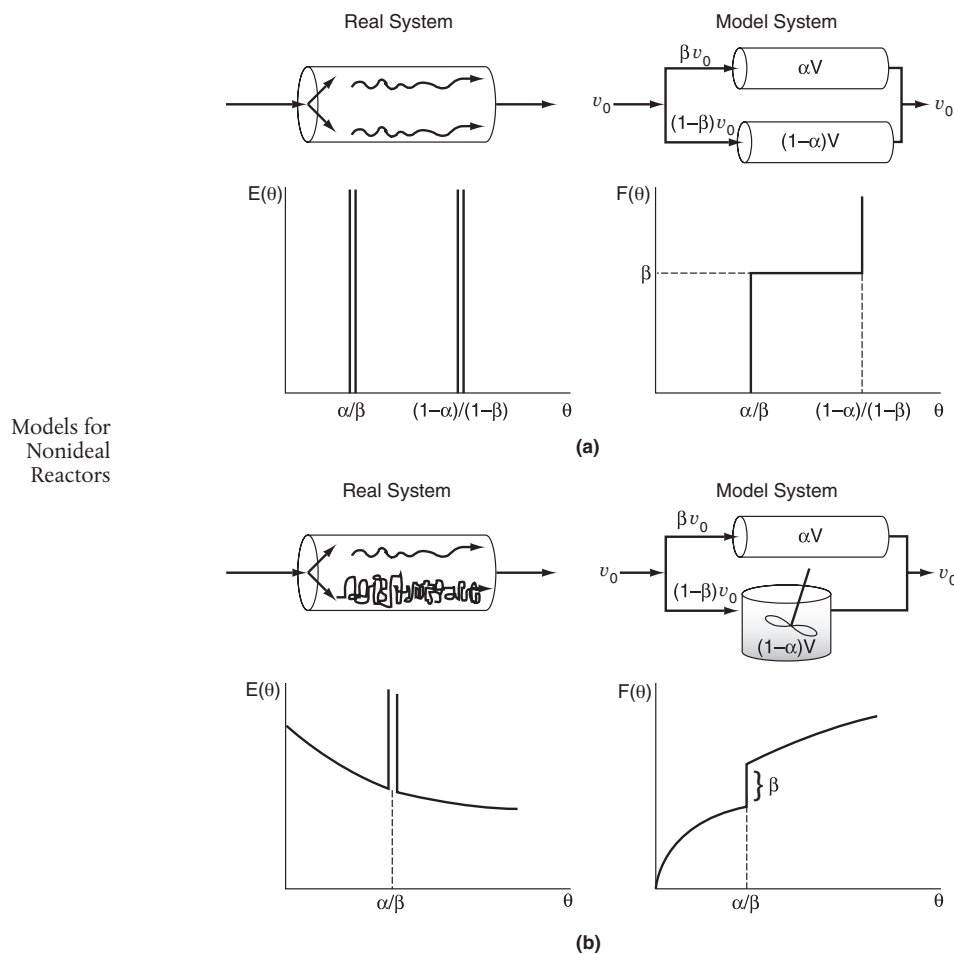 Models for
Nonideal
Reactors
Real System
Model System
βv₀
αV
v₀
v₀
(1–β)v₀
(1–α)V
E(θ)
α/β
(1–α)/(1–β)
θ
F(θ)
β
α/β
(1–α)/(1–β)
θ
(a)
Real System
Model System
βv₀
αV
v₀
v₀
(1–β)v₀
(1–α)V
E(θ)
α/β
θ
F(θ)
} β
α/β
θ
(b)